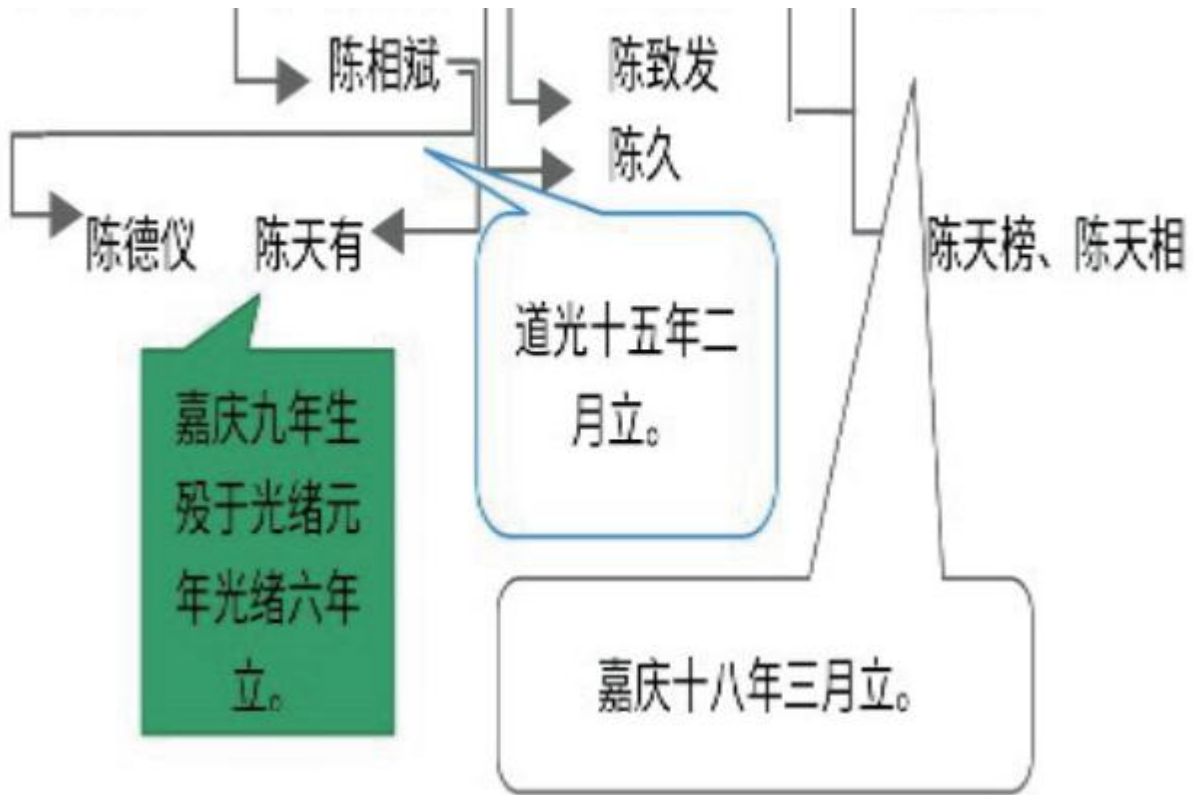 陈相斌
陈致发
陈久
陈德仪 陈天有
陈天榜、陈天相
道光十五年二
月立。
嘉庆九年生
殁于光绪元
年光绪六年
立。
嘉庆十八年三月立。